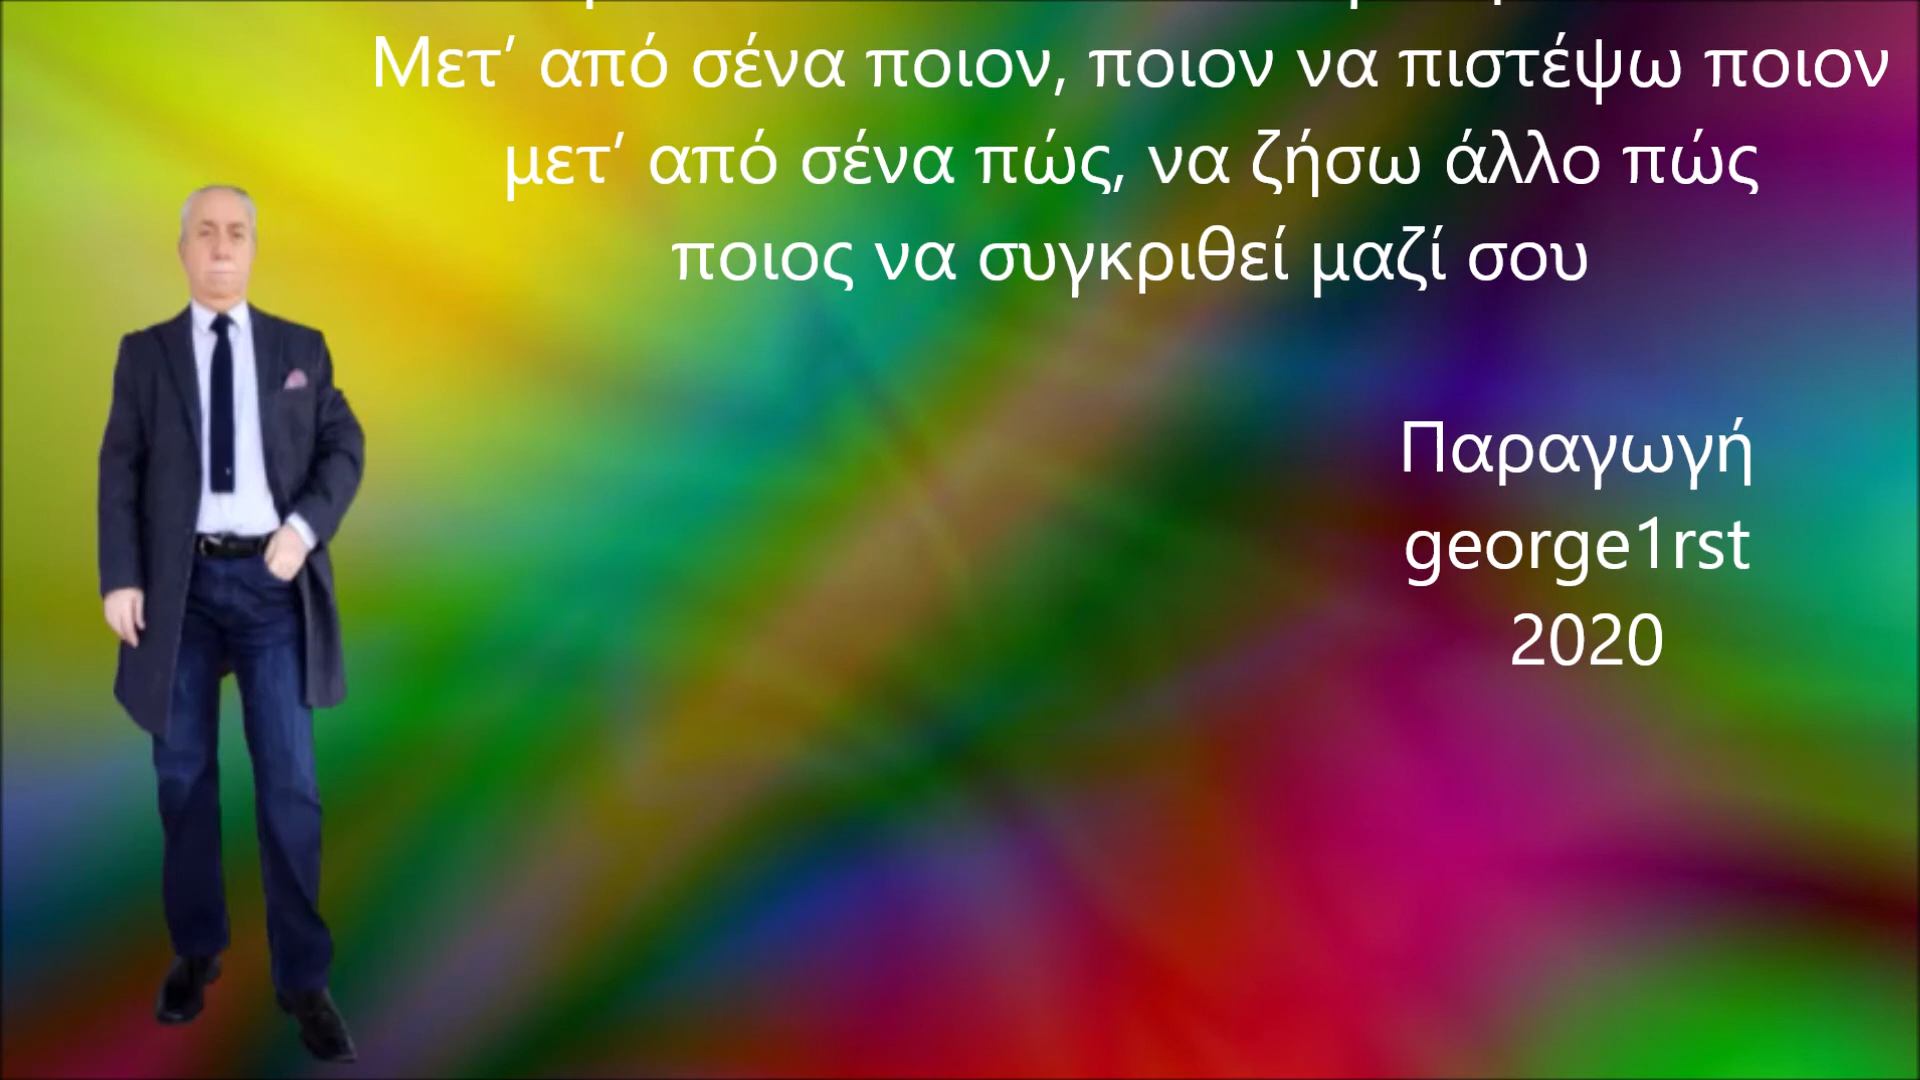 Μετ’ από σένα ποιον, ποιον να πιστέψω ποιον
μετ’ από σένα πώς, να ζήσω άλλο πώς
ποιος να συγκριθεί μαζί σου
Παραγωγή
george1rst
2020